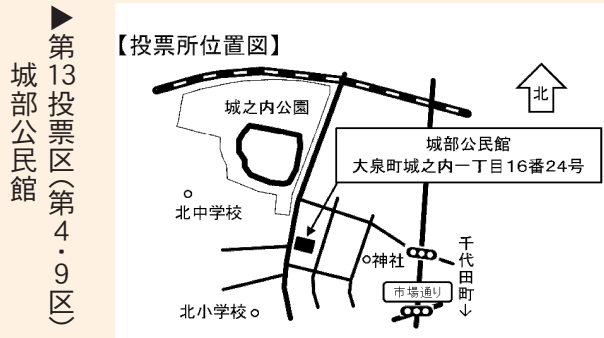 ▶第13投票区(第4・9区)
城部公民館
【投票所位置図】
北
城之内公園
城部公民館
大泉町城之内一丁目16番24号
北中学校
神社
千代田町↓
市場通り
北小学校